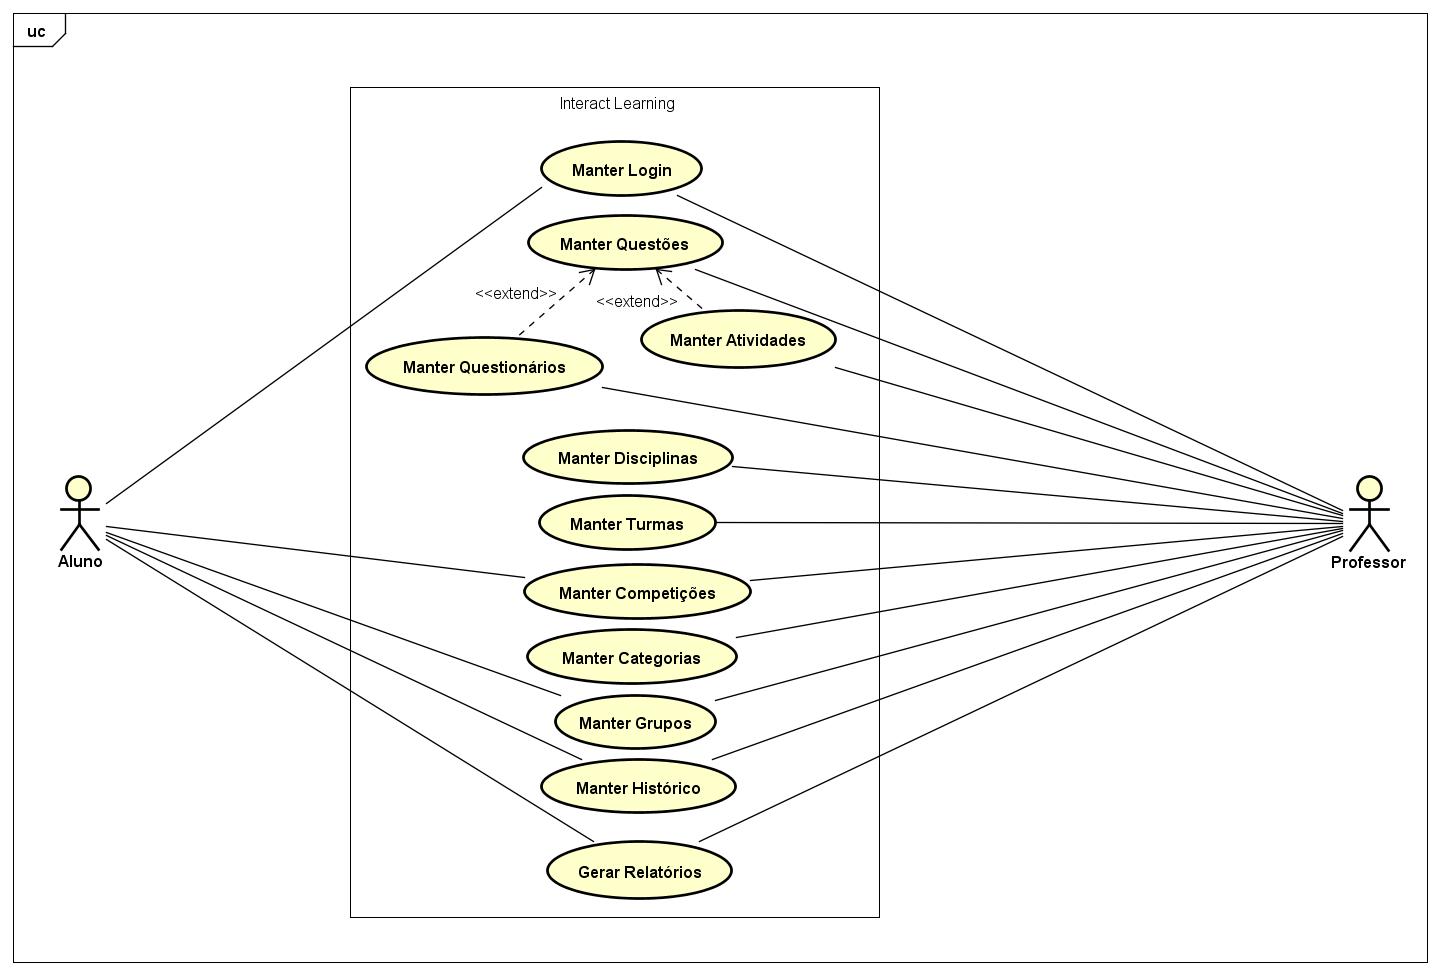 uc
Interact Learning
Manter Login
Manter Questões
<<extend>>
<<extend>>
Manter Atividades
Manter Questionários
Manter Disciplinas
Manter Turmas
Aluno
Professor
Manter Competições
Manter Categorias
Manter Grupos
Manter Histórico
Gerar Relatórios